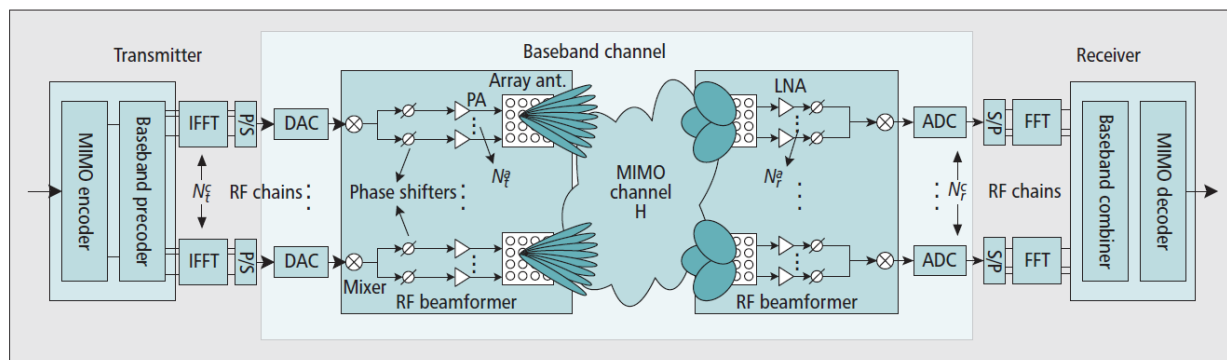 Transmitter
Baseband channel
Receiver
Array ant.
PA
LNA
MIMO encoder
Baseband precoder
IFFT
P/S
DAC
ADC
S/P
FFT
Baseband combiner
MIMO decoder
N_t^c
RF chains
Phase shifters
N_t^a
MIMO
channel
H
N_r^a
N_r^c
RF chains
IFFT
P/S
DAC
Mixer
RF beamformer
RF beamformer
ADC
S/P
FFT